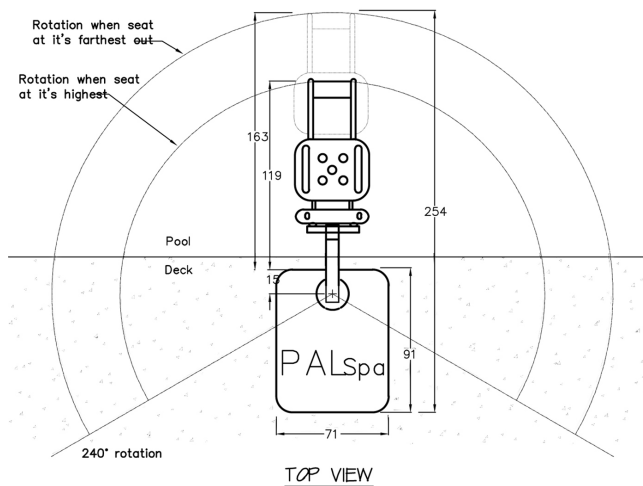 Rotation when seat
at it's farthest out
Rotation when seat
at it's highest
163
119
254
Pool
Deck
15
PALSpa
91
71
240° rotation
TOP VIEW